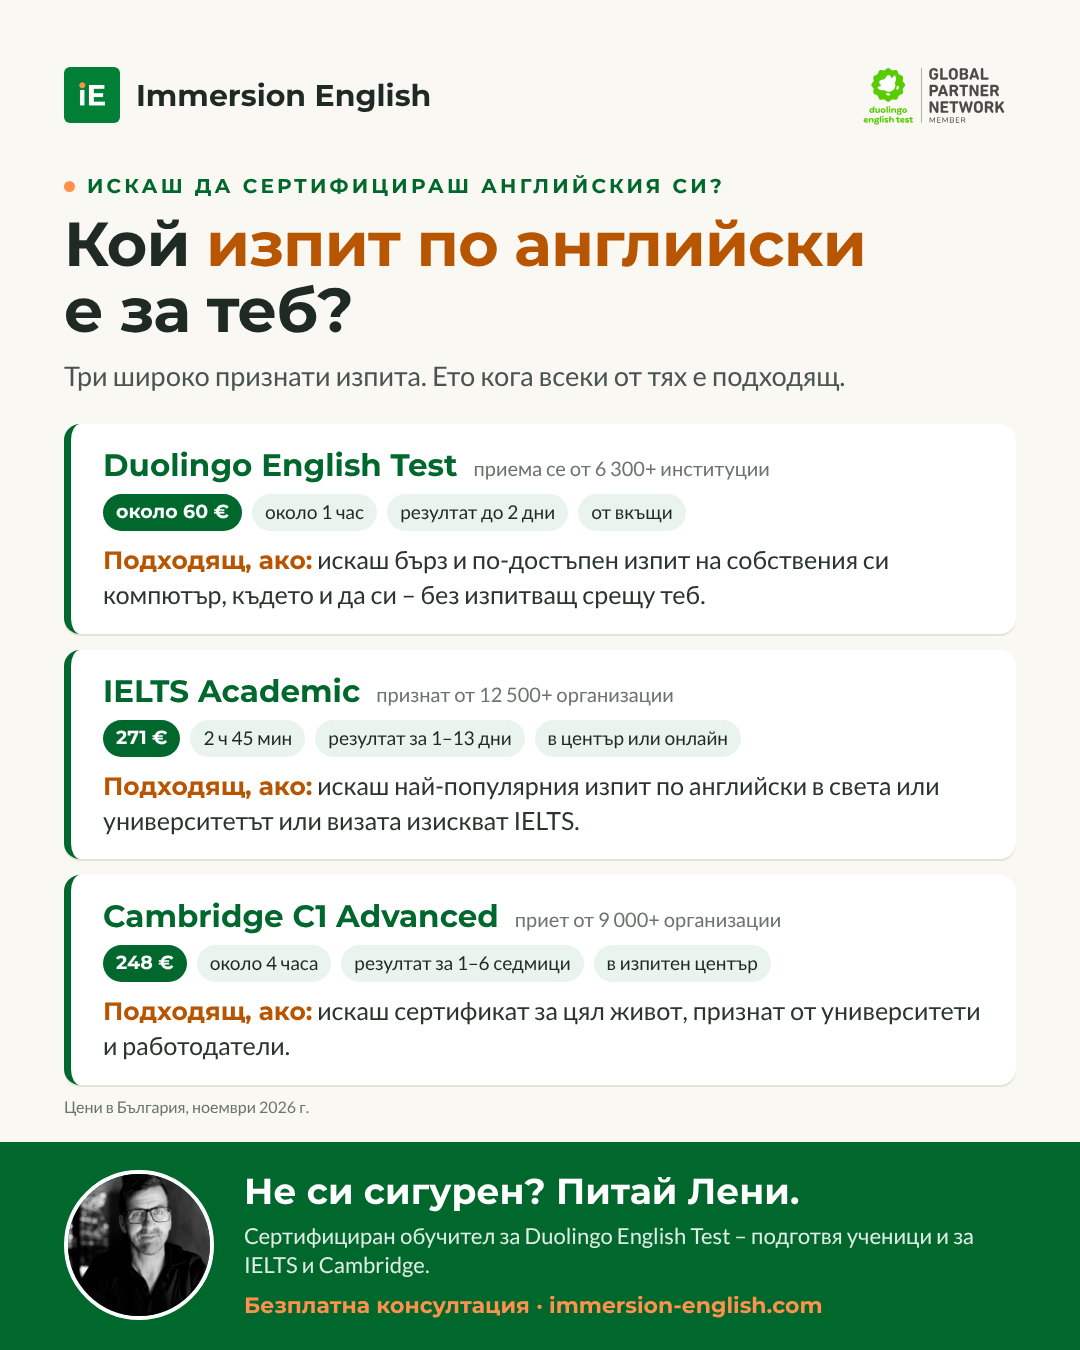 iE Immersion English
duolingo english test
GLOBAL PARTNER NETWORK MEMBER
ИСКАШ ДА СЕРТИФИЦИРАШ АНГЛИЙСКИЯ СИ?
Кой изпит по английски
е за теб?
Три широко признати изпита. Ето кога всеки от тях е подходящ.
Duolingo English Test приема се от 6 300+ институции
около 60 € около 1 час резултат до 2 дни от вкъщи
Подходящ, ако: искаш бърз и по-достъпен изпит на собствения си
компютър, където и да си – без изпитващ срещу теб.
IELTS Academic признат от 12 500+ организации
271 € 2 ч 45 мин резултат за 1–13 дни в център или онлайн
Подходящ, ако: искаш най-популярния изпит по английски в света или
университетът или визата изискват IELTS.
Cambridge C1 Advanced приет от 9 000+ организации
248 € около 4 часа резултат за 1–6 седмици в изпитен център
Подходящ, ако: искаш сертификат за цял живот, признат от университети
и работодатели.
Цени в България, ноември 2026 г.
Не си сигурен? Питай Лени.
Сертифициран обучител за Duolingo English Test – подготвя ученици и за
IELTS и Cambridge.
Безплатна консултация · immersion-english.com